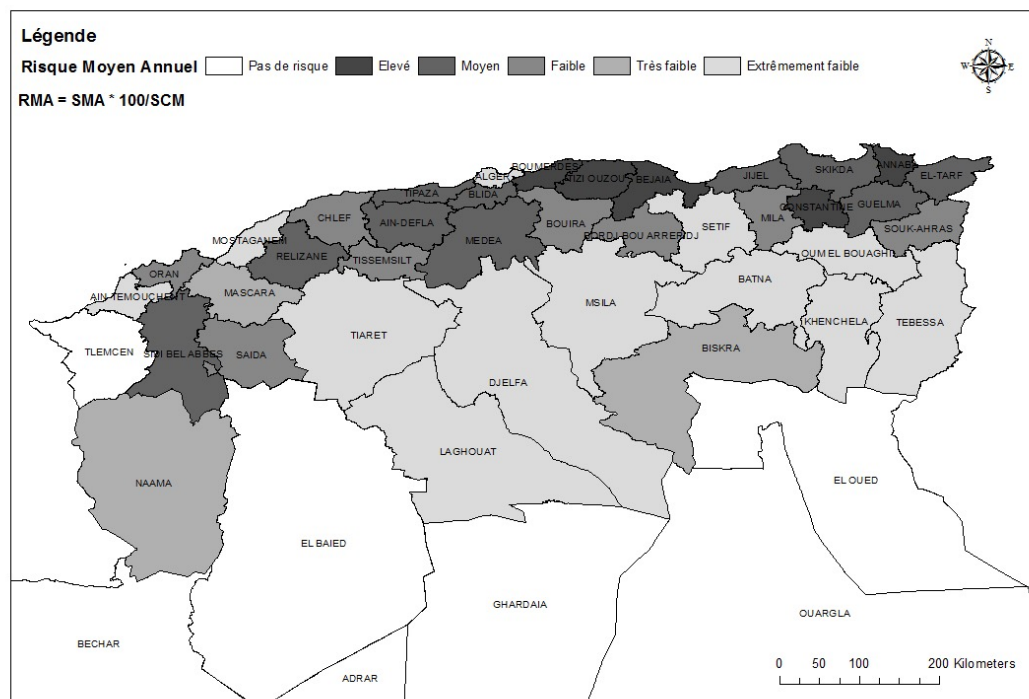 Légende
Risque Moyen Annuel Pas de risque Elevé Moyen Faible Très faible Extrêmement faible
RMA = SMA * 100/SCM
N
W E
S
BOUMERDES
ALGER
TIZI OUZOU
BEJAIA
JIJEL
SKIKDA
ANNABA
EL-TARF
TIPAZA
BLIDA
CONSTANTINE
GUELMA
CHLEF
AIN-DEFLA
MEDEA
BOUIRA
BORDJ-BOU ARRERIDJ
SETIF
MILA
SOUK-AHRAS
MOSTAGANEM
RELIZANE
TISSEMSILT
OUM EL BOUAGHI
ORAN
AIN TEMOUCHENT
MASCARA
MSILA
BATNA
KHENCHELA
TEBESSA
TLEMCEN
SIDI BEL ABBES
SAIDA
TIARET
BISKRA
DJELFA
LAGHOUAT
NAAMA
EL OUED
EL BAIED
GHARDAIA
OUARGLA
BECHAR
ADRAR
0 50 100 200 Kilometers